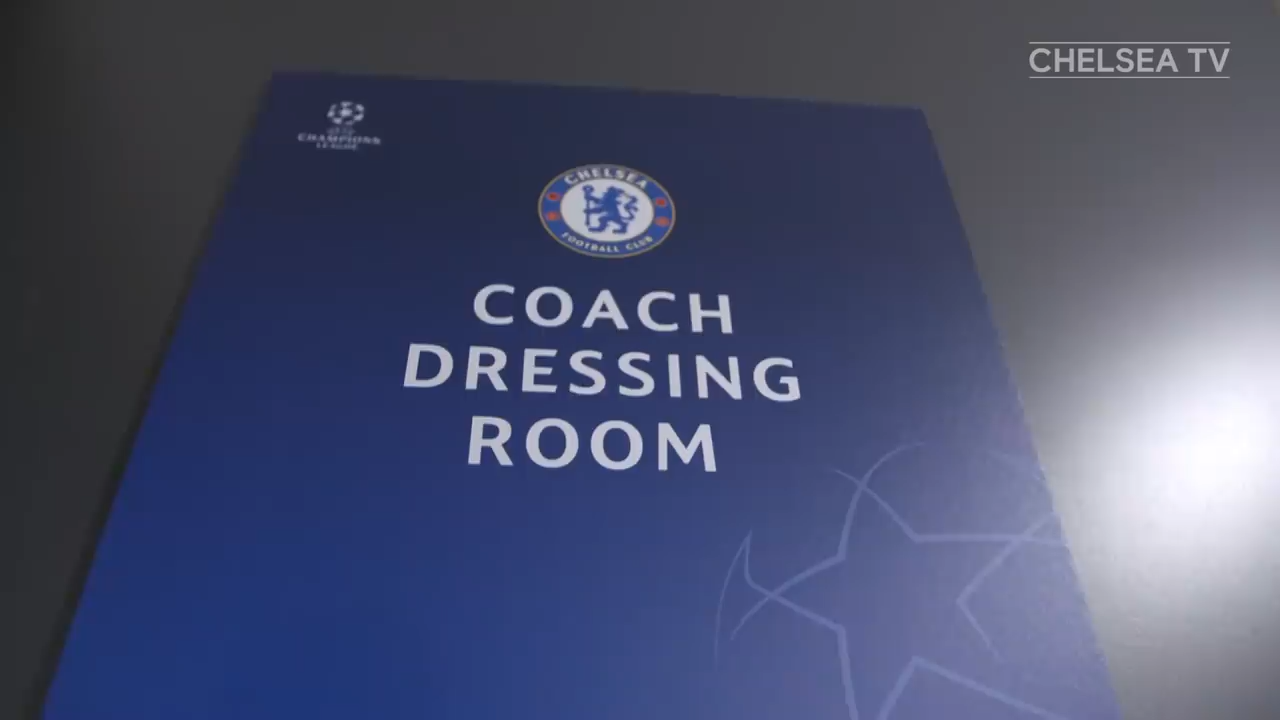 CHELSEA TV
CHAMPIONS
LEAGUE
CHELSEA
FOOTBALL CLUB
COACH
DRESSING
ROOM